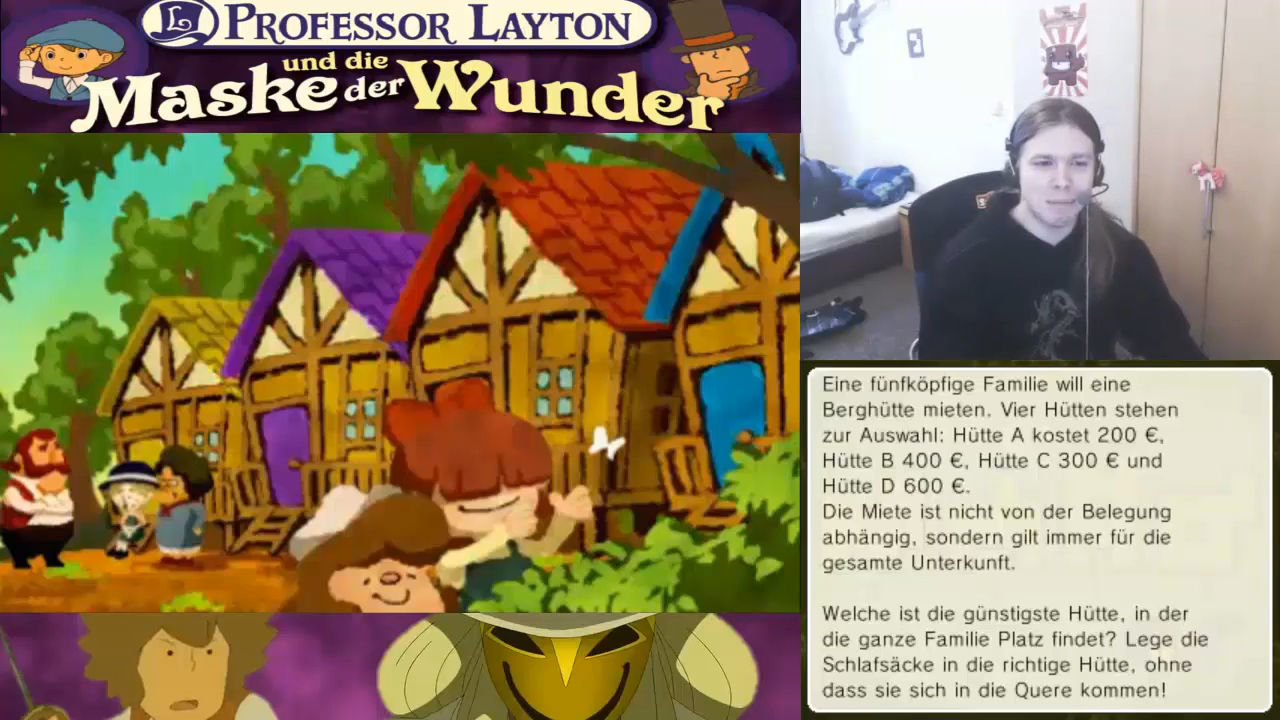 L PROFESSOR LAYTON
und die
Maske der Wunder
Eine fünfköpfige Familie will eine
Berghütte mieten. Vier Hütten stehen
zur Auswahl: Hütte A kostet 200 €,
Hütte B 400 €, Hütte C 300 € und
Hütte D 600 €.
Die Miete ist nicht von der Belegung
abhängig, sondern gilt immer für die
gesamte Unterkunft.
Welche ist die günstigste Hütte, in der
die ganze Familie Platz findet? Lege die
Schlafsäcke in die richtige Hütte, ohne
dass sie sich in die Quere kommen!